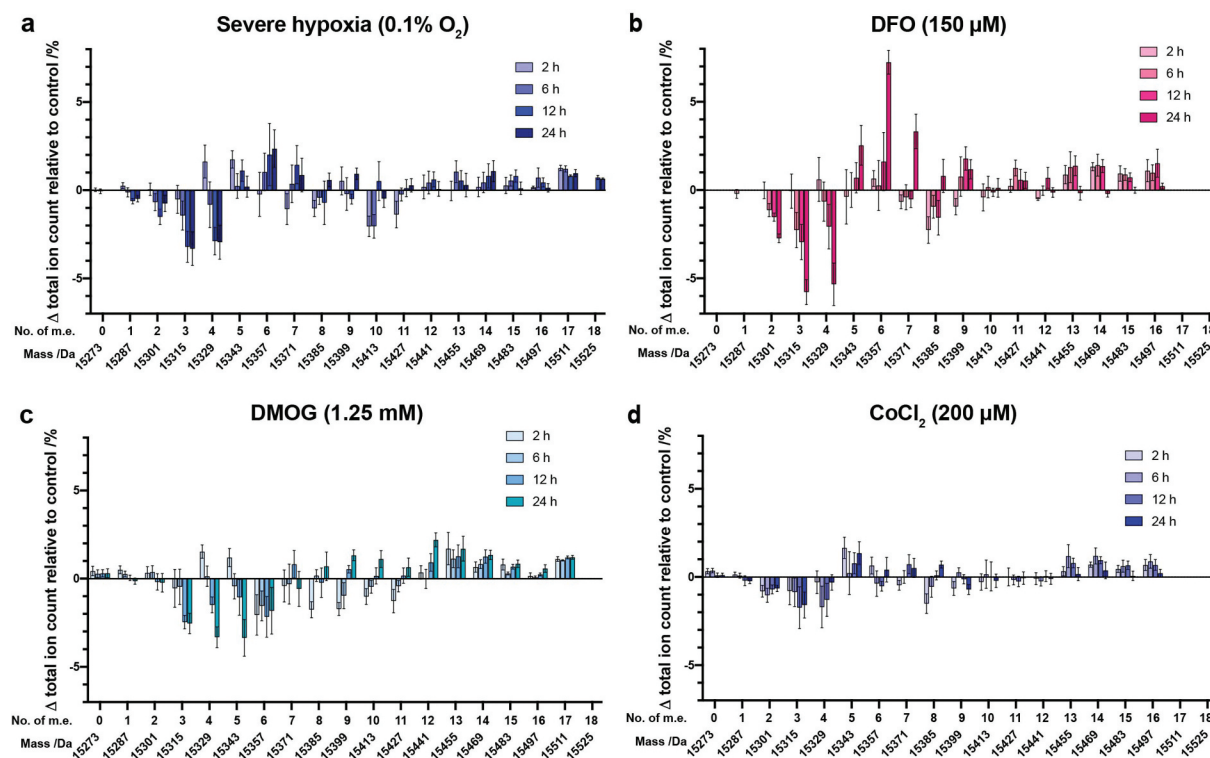 a
Severe hypoxia (0.1% O₂)
Δ total ion count relative to control /%
5
0
-5
2 h
6 h
12 h
24 h
No. of m.e. 0 1 2 3 4 5 6 7 8 9 10 11 12 13 14 15 16 17 18
Mass /Da 15273 15287 15301 15315 15329 15343 15357 15371 15385 15399 15413 15427 15441 15455 15469 15483 15497 15511 15525
b
DFO (150 µM)
Δ total ion count relative to control /%
5
0
-5
2 h
6 h
12 h
24 h
No. of m.e. 0 1 2 3 4 5 6 7 8 9 10 11 12 13 14 15 16 17 18
Mass /Da 15273 15287 15301 15315 15329 15343 15357 15371 15385 15399 15413 15427 15441 15455 15469 15483 15497 15511 15525
c
DMOG (1.25 mM)
Δ total ion count relative to control /%
5
0
-5
2 h
6 h
12 h
24 h
No. of m.e. 0 1 2 3 4 5 6 7 8 9 10 11 12 13 14 15 16 17 18
Mass /Da 15273 15287 15301 15315 15329 15343 15357 15371 15385 15399 15413 15427 15441 15455 15469 15483 15497 15511 15525
d
CoCl₂ (200 µM)
Δ total ion count relative to control /%
5
0
-5
2 h
6 h
12 h
24 h
No. of m.e. 0 1 2 3 4 5 6 7 8 9 10 11 12 13 14 15 16 17 18
Mass /Da 15273 15287 15301 15315 15329 15343 15357 15371 15385 15399 15413 15427 15441 15455 15469 15483 15497 15511 15525